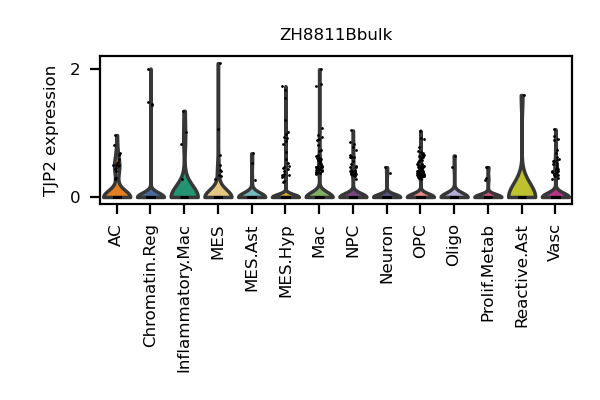 ZH8811Bbulk
TJP2 expression
2
0
AC
Chromatin.Reg
Inflammatory.Mac
MES
MES.Ast
MES.Hyp
Mac
NPC
Neuron
OPC
Oligo
Prolif.Metab
Reactive.Ast
Vasc